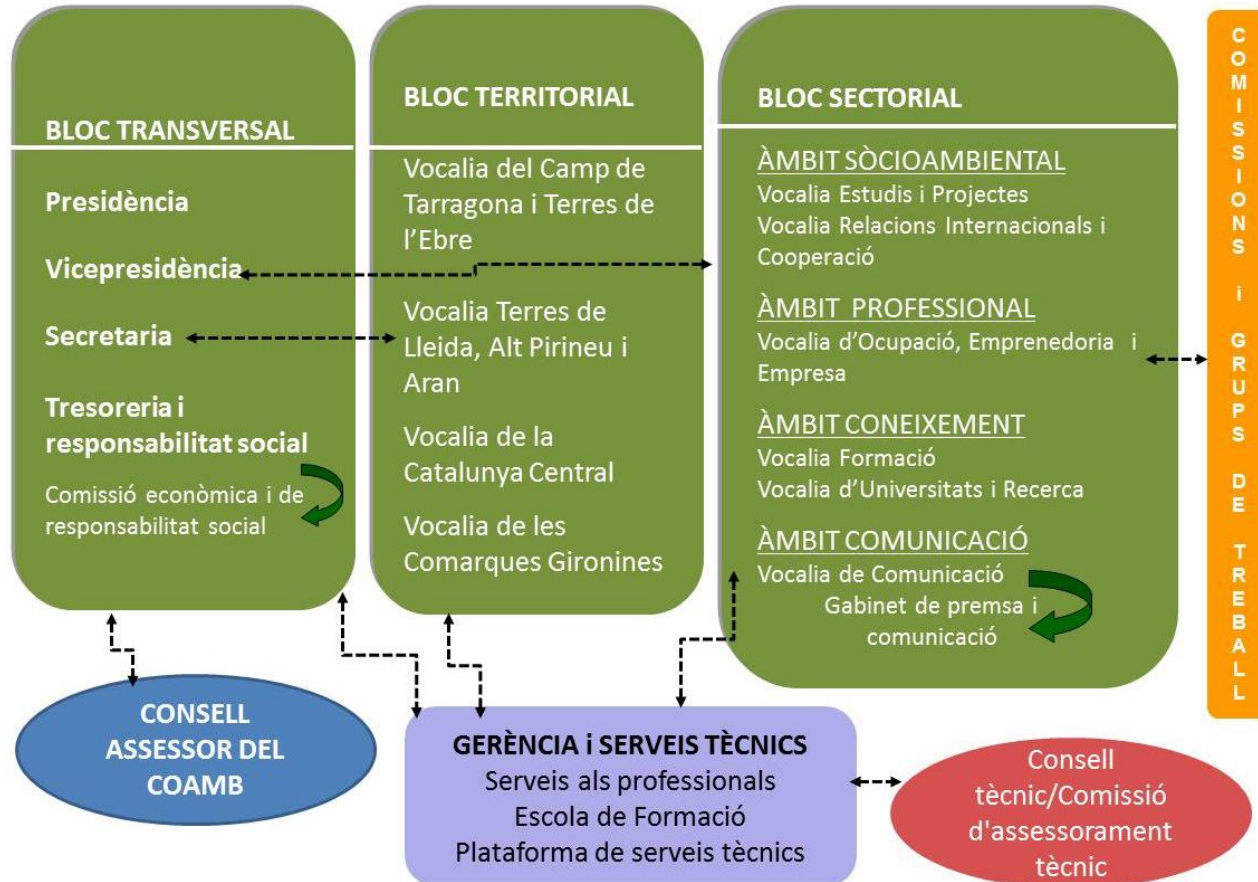 BLOC TRANSVERSAL
Presidència
Vicepresidència
Secretaria
Tresoreria i
responsabilitat social
Comissió econòmica i de
responsabilitat social
BLOC TERRITORIAL
Vocalia del Camp de
Tarragona i Terres de
l'Ebre
Vocalia Terres de
Lleida, Alt Pirineu i
Aran
Vocalia de la
Catalunya Central
Vocalia de les
Comarques Gironines
BLOC SECTORIAL
ÀMBIT SÒCIOAMBIENTAL
Vocalia Estudis i Projectes
Vocalia Relacions Internacionals i
Cooperació
ÀMBIT PROFESSIONAL
Vocalia d'Ocupació, Emprenedoria i
Empresa
ÀMBIT CONEIXEMENT
Vocalia Formació
Vocalia d'Universitats i Recerca
ÀMBIT COMUNICACIÓ
Vocalia de Comunicació
Gabinet de premsa i
comunicació
COMISSIONS i GRUPS DE TREBALL
CONSELL
ASSESSOR DEL
COAMB
GERÈNCIA i SERVEIS TÈCNICS
Serveis als professionals
Escola de Formació
Plataforma de serveis tècnics
Consell
tècnic/Comissió
d'assessorament
tècnic